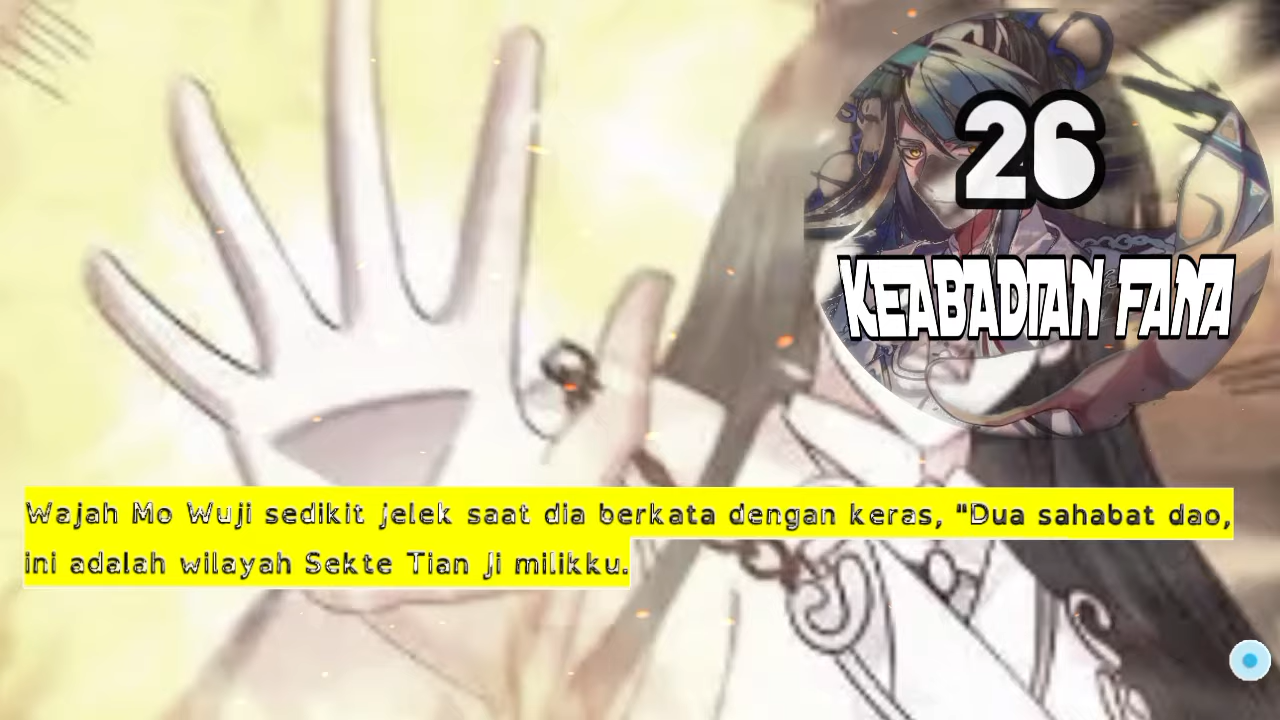 26
KEABADIAN FANA
Wajah Mo Wuji sedikit jelek saat dia berkata dengan keras, "Dua sahabat dao,
ini adalah wilayah Sekte Tian Ji milikku.